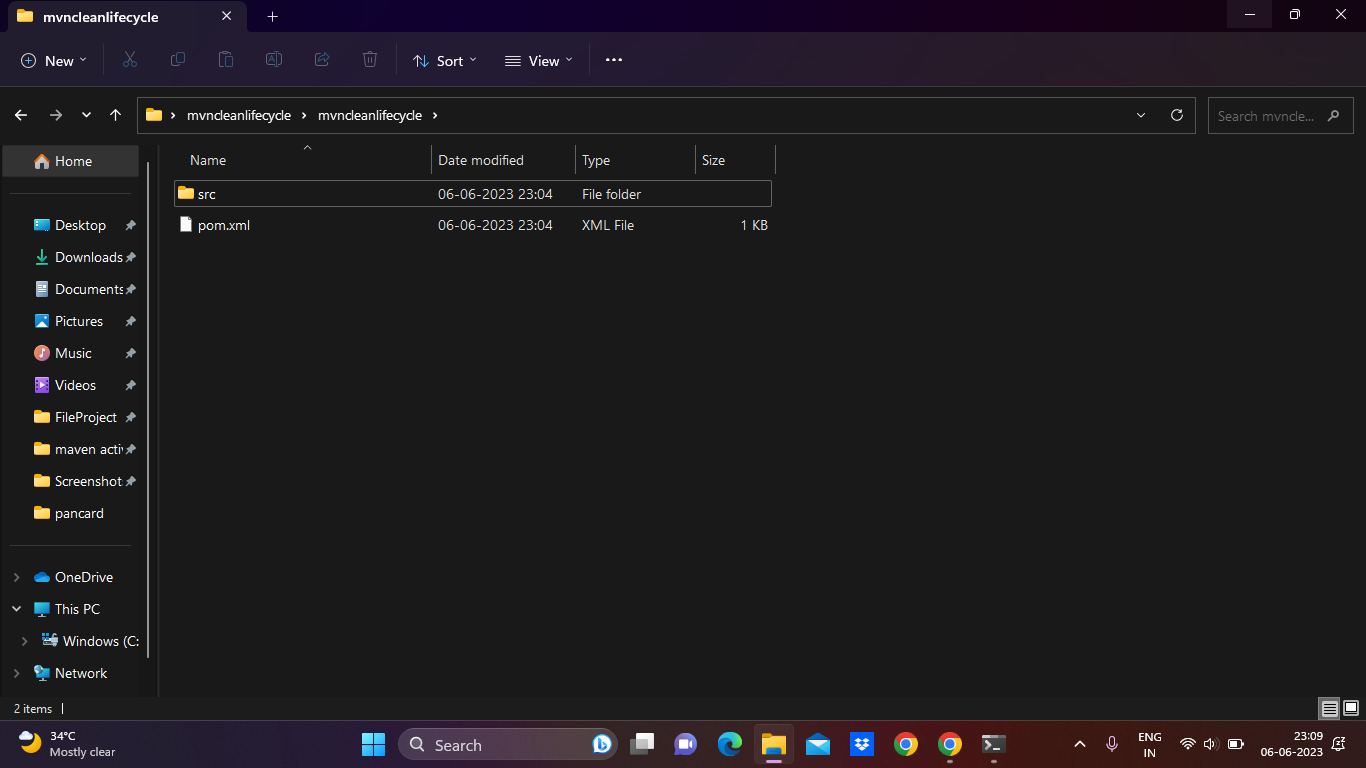 mvncleanlifecycle
New
Sort
View
mvncleanlifecycle
mvncleanlifecycle
Search mvncle...
Home
Name
Date modified
Type
Size
src
06-06-2023 23:04
File folder
Desktop
pom.xml
06-06-2023 23:04
XML File
1 KB
Downloads
Documents
Pictures
Music
Videos
FileProject
maven activ
Screenshot
pancard
OneDrive
This PC
Windows (C:
Network
2 items
34°C
Mostly clear
Search
ENG
IN
23:09
06-06-2023